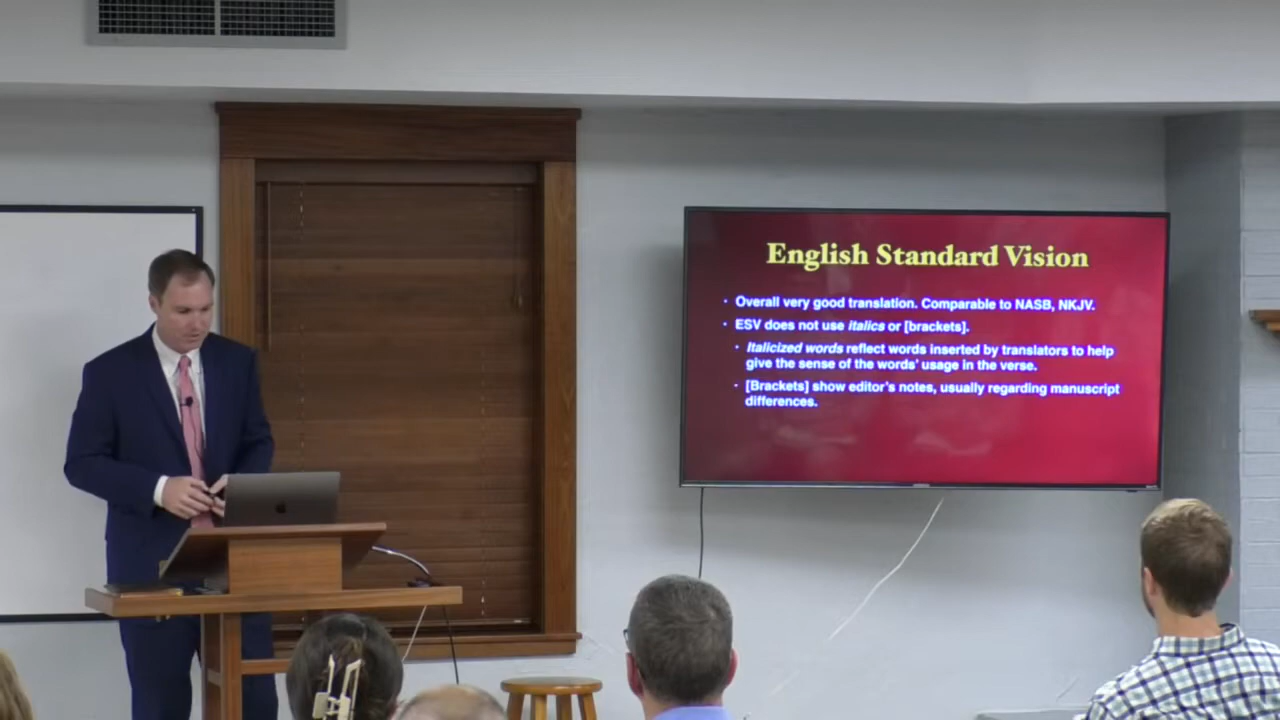 English Standard Vision
• Overall very good translation. Comparable to NASB, NKJV.
• ESV does not use italics or [brackets].
• Italicized words reflect words inserted by translators to help
give the sense of the words' usage in the verse.
• [Brackets] show editor's notes, usually regarding manuscript
differences.